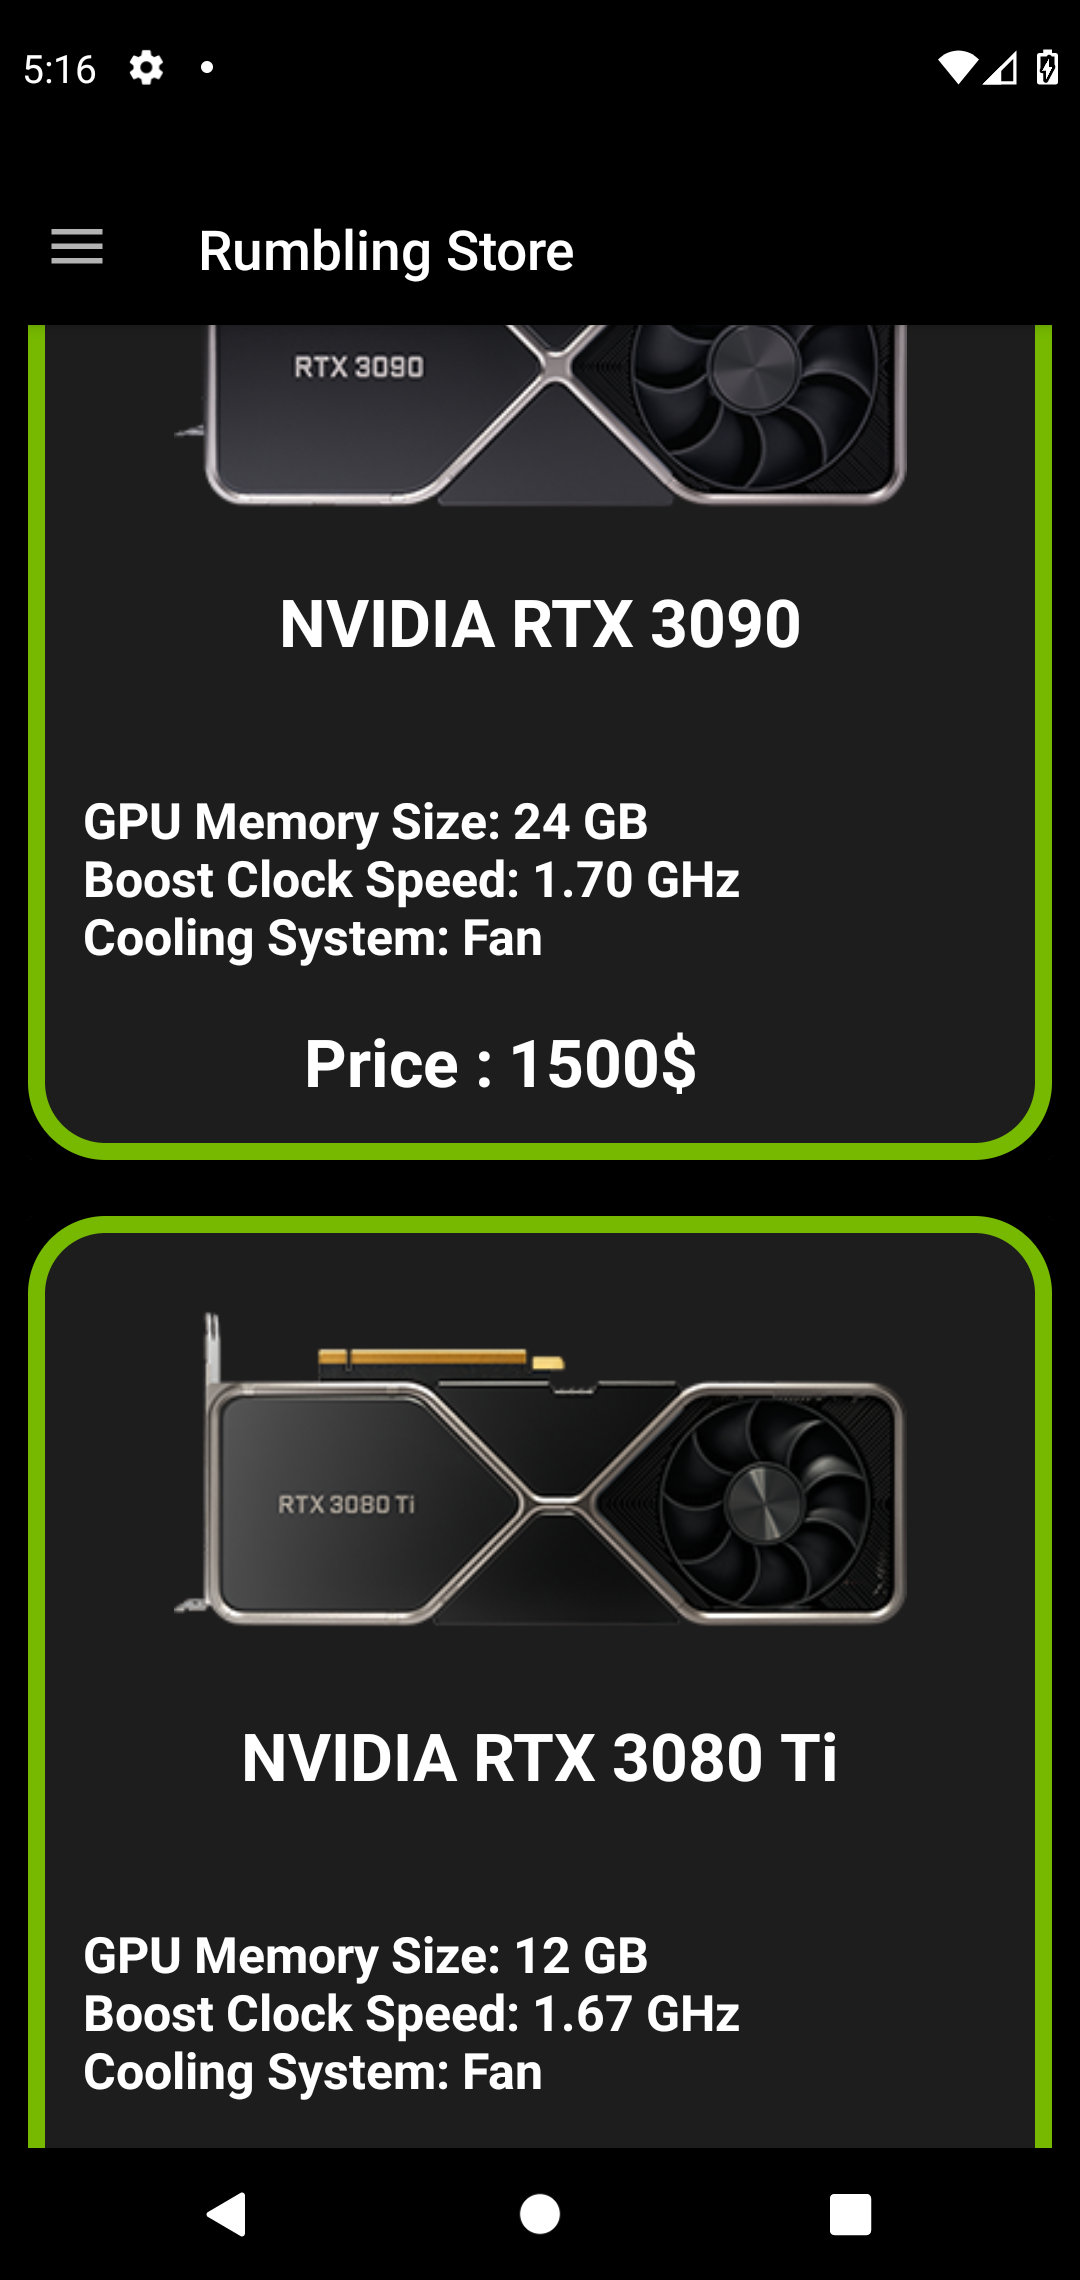 5:16
Rumbling Store
RTX 3090
NVIDIA RTX 3090
GPU Memory Size: 24 GB
Boost Clock Speed: 1.70 GHz
Cooling System: Fan
Price : 1500$
RTX 3080 Ti
NVIDIA RTX 3080 Ti
GPU Memory Size: 12 GB
Boost Clock Speed: 1.67 GHz
Cooling System: Fan